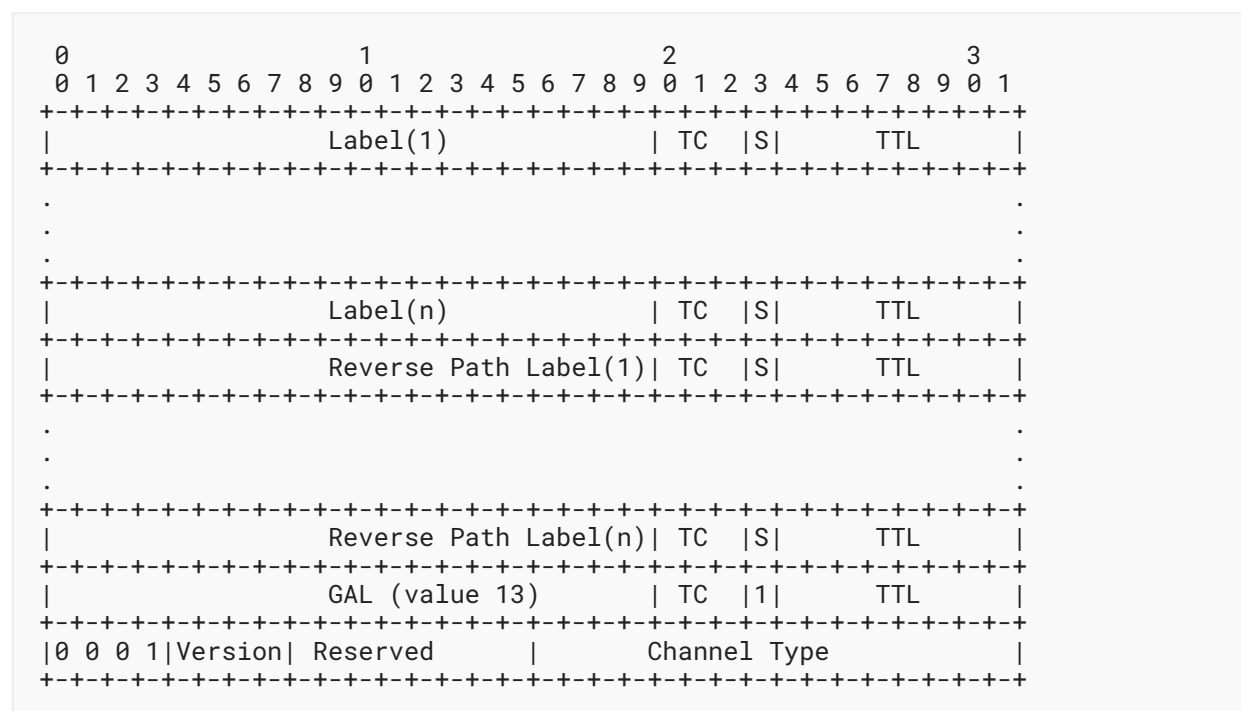 0                   1                   2                   3
 0 1 2 3 4 5 6 7 8 9 0 1 2 3 4 5 6 7 8 9 0 1 2 3 4 5 6 7 8 9 0 1
+-+-+-+-+-+-+-+-+-+-+-+-+-+-+-+-+-+-+-+-+-+-+-+-+-+-+-+-+-+-+-+-+
|                  Label(1)             | TC  |S|      TTL      |
+-+-+-+-+-+-+-+-+-+-+-+-+-+-+-+-+-+-+-+-+-+-+-+-+-+-+-+-+-+-+-+-+
.                                                               .
.                                                               .
.                                                               .
+-+-+-+-+-+-+-+-+-+-+-+-+-+-+-+-+-+-+-+-+-+-+-+-+-+-+-+-+-+-+-+-+
|                  Label(n)             | TC  |S|      TTL      |
+-+-+-+-+-+-+-+-+-+-+-+-+-+-+-+-+-+-+-+-+-+-+-+-+-+-+-+-+-+-+-+-+
|                  Reverse Path Label(1)| TC  |S|      TTL      |
+-+-+-+-+-+-+-+-+-+-+-+-+-+-+-+-+-+-+-+-+-+-+-+-+-+-+-+-+-+-+-+-+
.                                                               .
.                                                               .
.                                                               .
+-+-+-+-+-+-+-+-+-+-+-+-+-+-+-+-+-+-+-+-+-+-+-+-+-+-+-+-+-+-+-+-+
|                  Reverse Path Label(n)| TC  |S|      TTL      |
+-+-+-+-+-+-+-+-+-+-+-+-+-+-+-+-+-+-+-+-+-+-+-+-+-+-+-+-+-+-+-+-+
|                  GAL (value 13)       | TC  |1|      TTL      |
+-+-+-+-+-+-+-+-+-+-+-+-+-+-+-+-+-+-+-+-+-+-+-+-+-+-+-+-+-+-+-+-+
|0 0 0 1|Version| Reserved      |       Channel Type            |
+-+-+-+-+-+-+-+-+-+-+-+-+-+-+-+-+-+-+-+-+-+-+-+-+-+-+-+-+-+-+-+-+